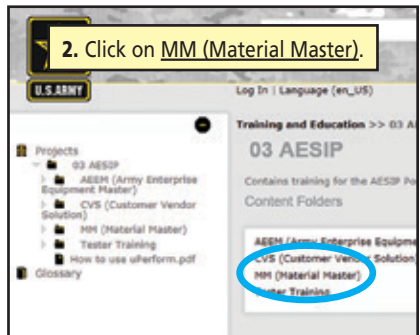 2. Click on MM (Material Master).
U.S.ARMY
Log In | Language (en_US)
Projects
03 AESIP
AEEM (Army Enterprise
Equipment Master)
CVS (Customer Vendor
Solution)
MM (Material Master)
Tester Training
How to use uPerform.pdf
Glossary
Training and Education >> 03 A
03 AESIP
Contains training for the AESIP Po
Content Folders
AEEM (Army Enterprise Equipme
CVS (Customer Vendor Solution)
MM (Material Master)
Tester Training